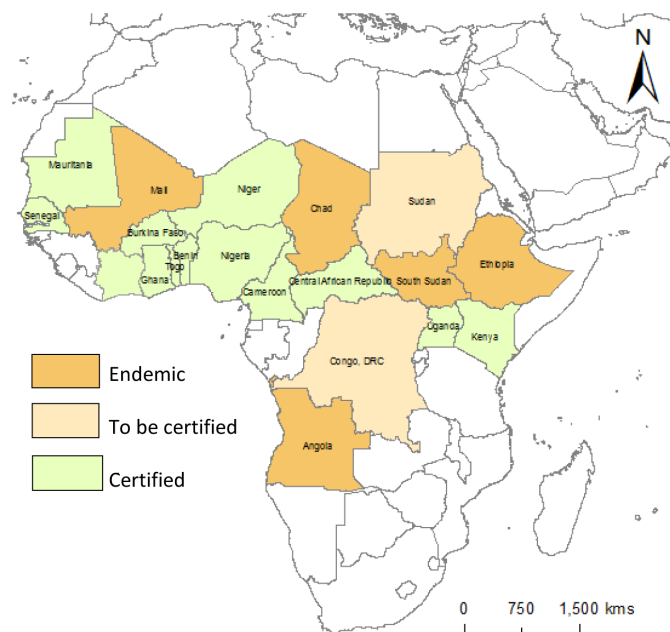 N
Mauritania
Mali
Niger
Chad
Sudan
Senegal
Burkina Faso
Benin
Togo
Ghana
Nigeria
Cameroon
Central African Republic
South Sudan
Ethiopia
Uganda
Kenya
Congo, DRC
Angola
Endemic
To be certified
Certified
0 750 1,500 kms